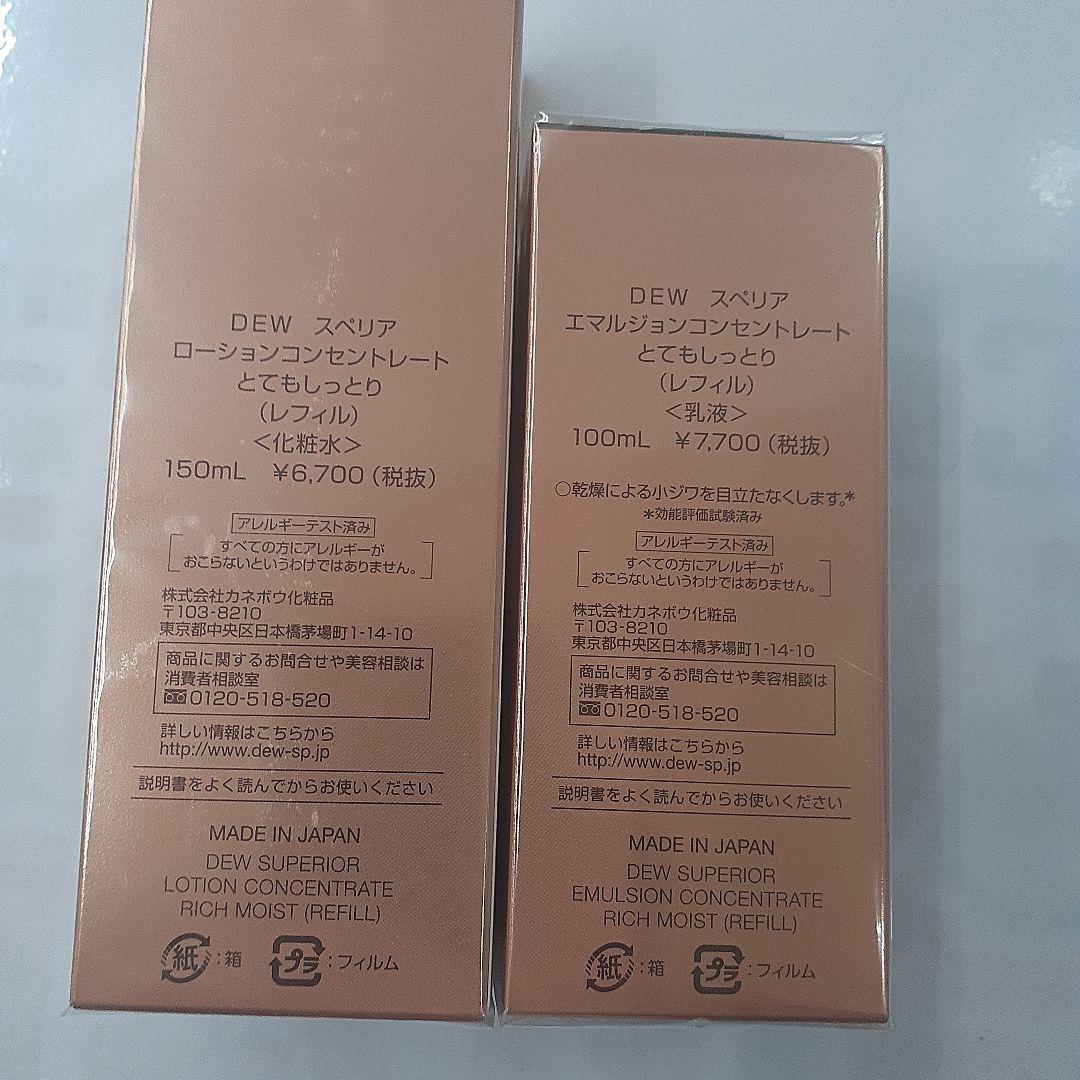 DEW スペリア
ローションコンセントレート
とてもしっとり
(レフィル)
<化粧水>
150mL ¥6,700(税抜)
アレルギーテスト済み
すべての方にアレルギーが
おこらないというわけではありません。
株式会社カネボウ化粧品
〒103-8210
東京都中央区日本橋茅場町1-14-10
商品に関するお問合せや美容相談は
消費者相談室
0120-518-520
詳しい情報はこちらから
http://www.dew-sp.jp
説明書をよく読んでからお使いください
MADE IN JAPAN
DEW SUPERIOR
LOTION CONCENTRATE
RICH MOIST (REFILL)
紙:箱 プラ:フィルム
DEW スペリア
エマルジョンコンセントレート
とてもしっとり
(レフィル)
<乳液>
100mL ¥7,700(税抜)
○乾燥による小ジワを目立たなくします。*
*効能評価試験済み
アレルギーテスト済み
すべての方にアレルギーが
おこらないというわけではありません。
株式会社カネボウ化粧品
〒103-8210
東京都中央区日本橋茅場町1-14-10
商品に関するお問合せや美容相談は
消費者相談室
0120-518-520
詳しい情報はこちらから
http://www.dew-sp.jp
説明書をよく読んでからお使いください
MADE IN JAPAN
DEW SUPERIOR
EMULSION CONCENTRATE
RICH MOIST (REFILL)
紙:箱 プラ:フィルム